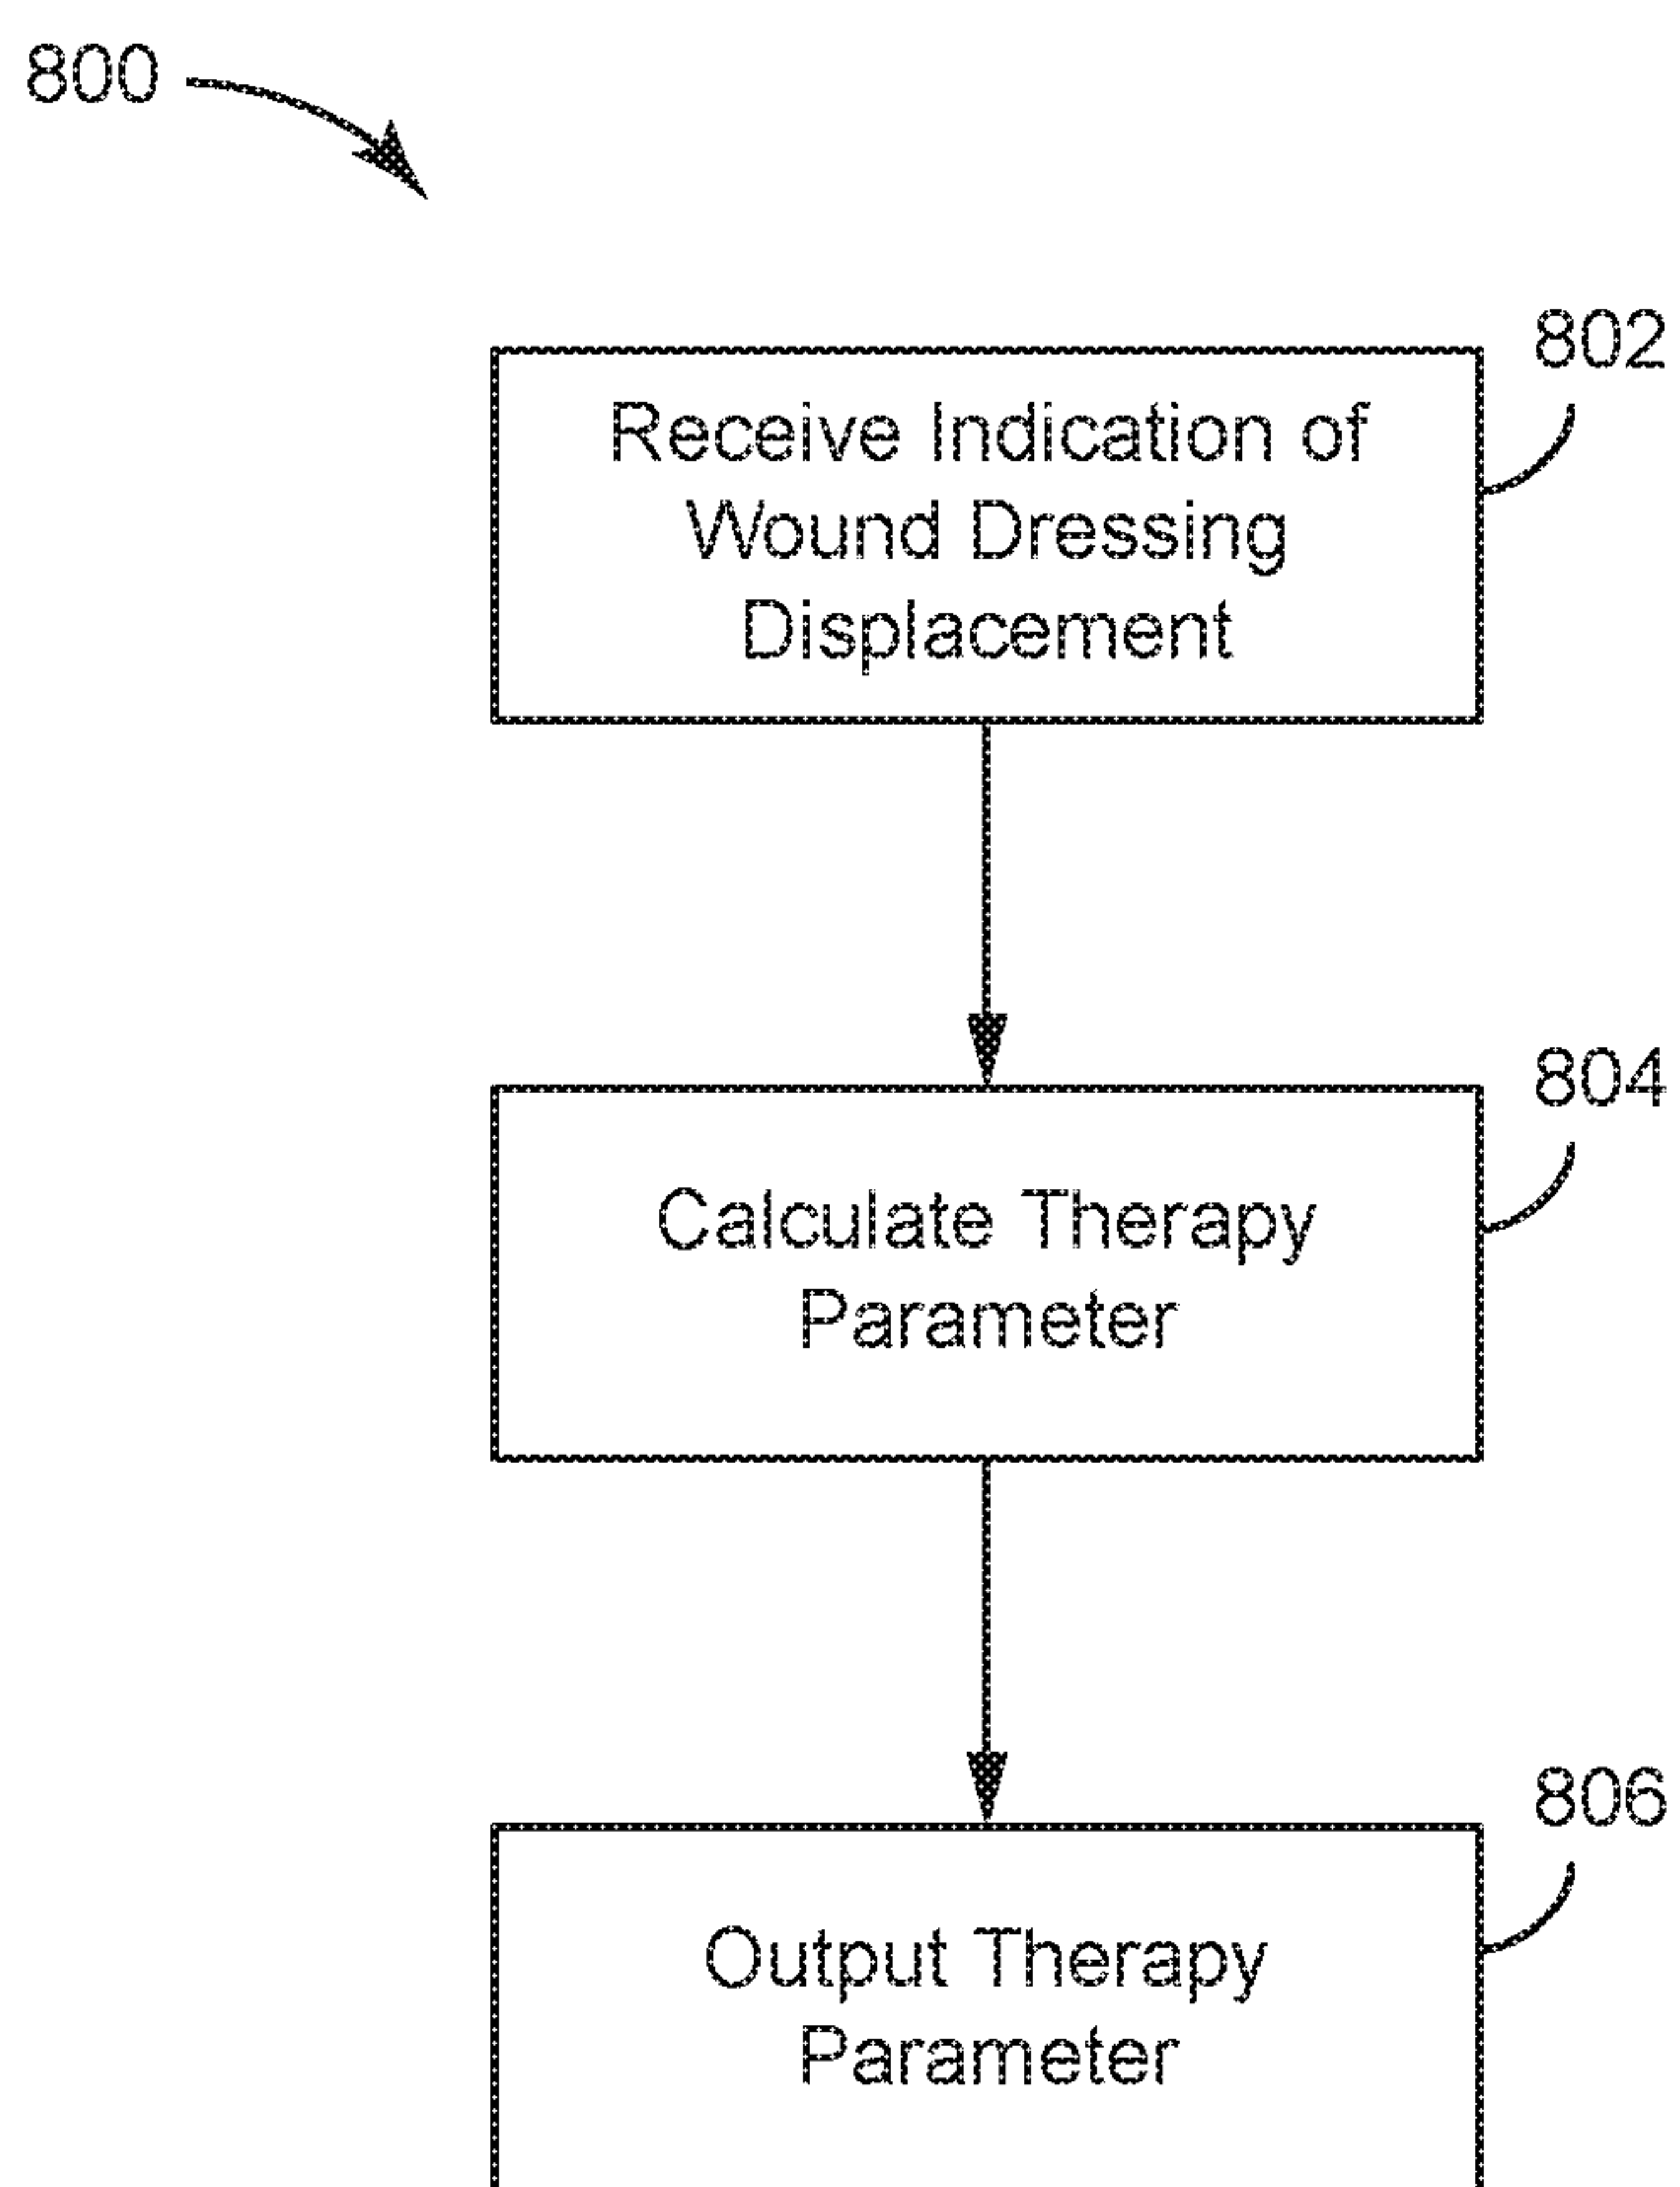 800
802
Receive Indication of
Wound Dressing
Displacement
804
Calculate Therapy
Parameter
806
Output Therapy
Parameter